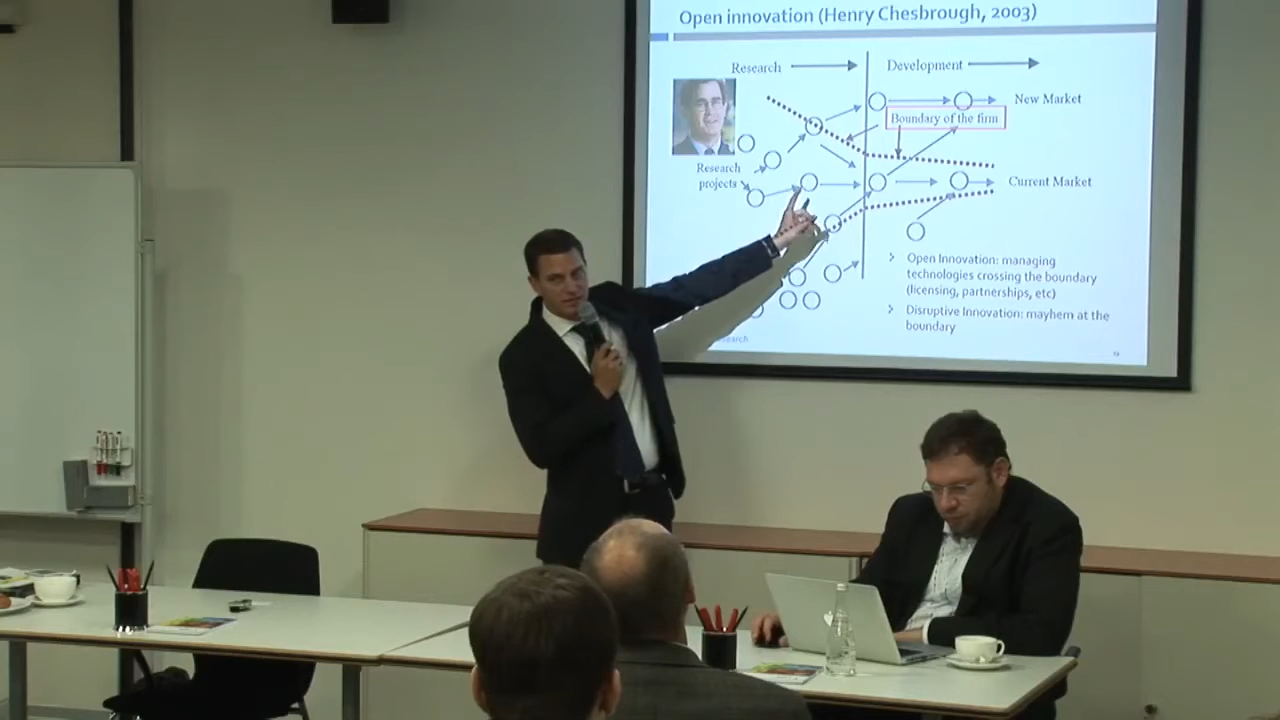 Open innovation (Henry Chesbrough, 2003)
Research
Development
New Market
Boundary of the firm
Research
projects
Current Market
Open Innovation: managing
technologies crossing the boundary
(licensing, partnerships, etc)
Disruptive Innovation: mayhem at the
boundary